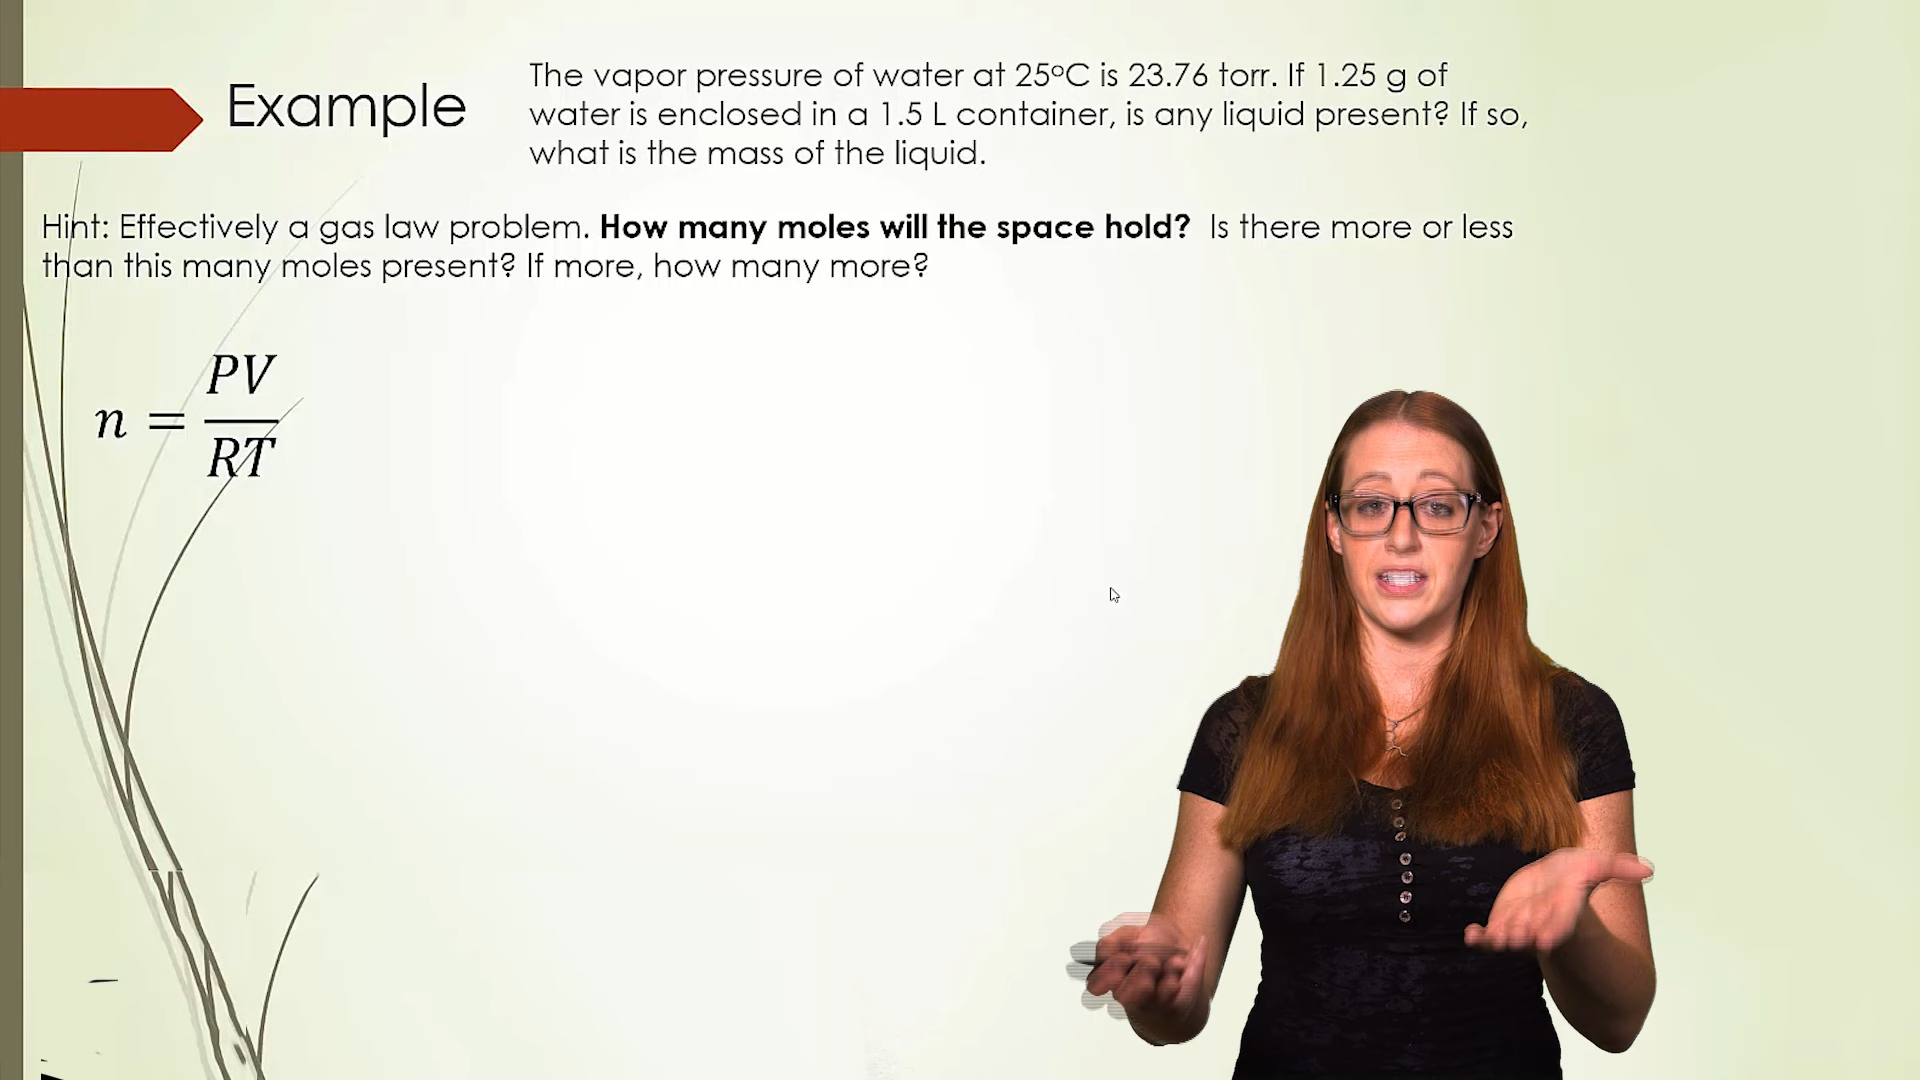 Example
The vapor pressure of water at 25°C is 23.76 torr. If 1.25 g of
water is enclosed in a 1.5 L container, is any liquid present? If so,
what is the mass of the liquid.
Hint: Effectively a gas law problem. How many moles will the space hold? Is there more or less
than this many moles present? If more, how many more?
n = PV/RT